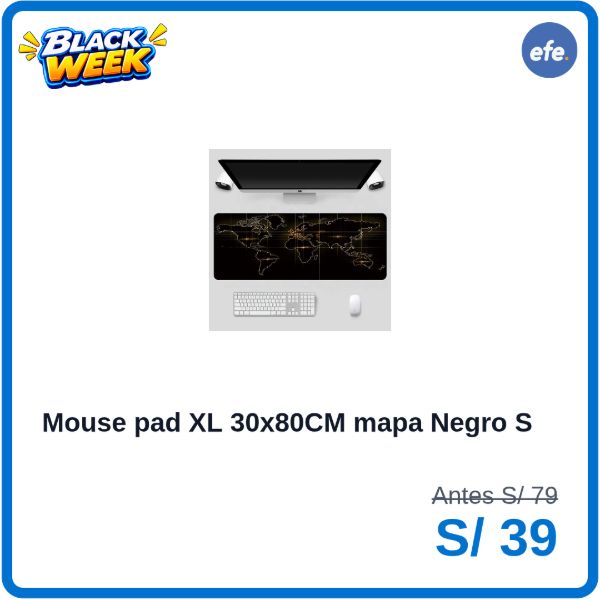 BLACK
WEEK
efe.
Mouse pad XL 30x80CM mapa Negro S
Antes S/ 79
S/ 39